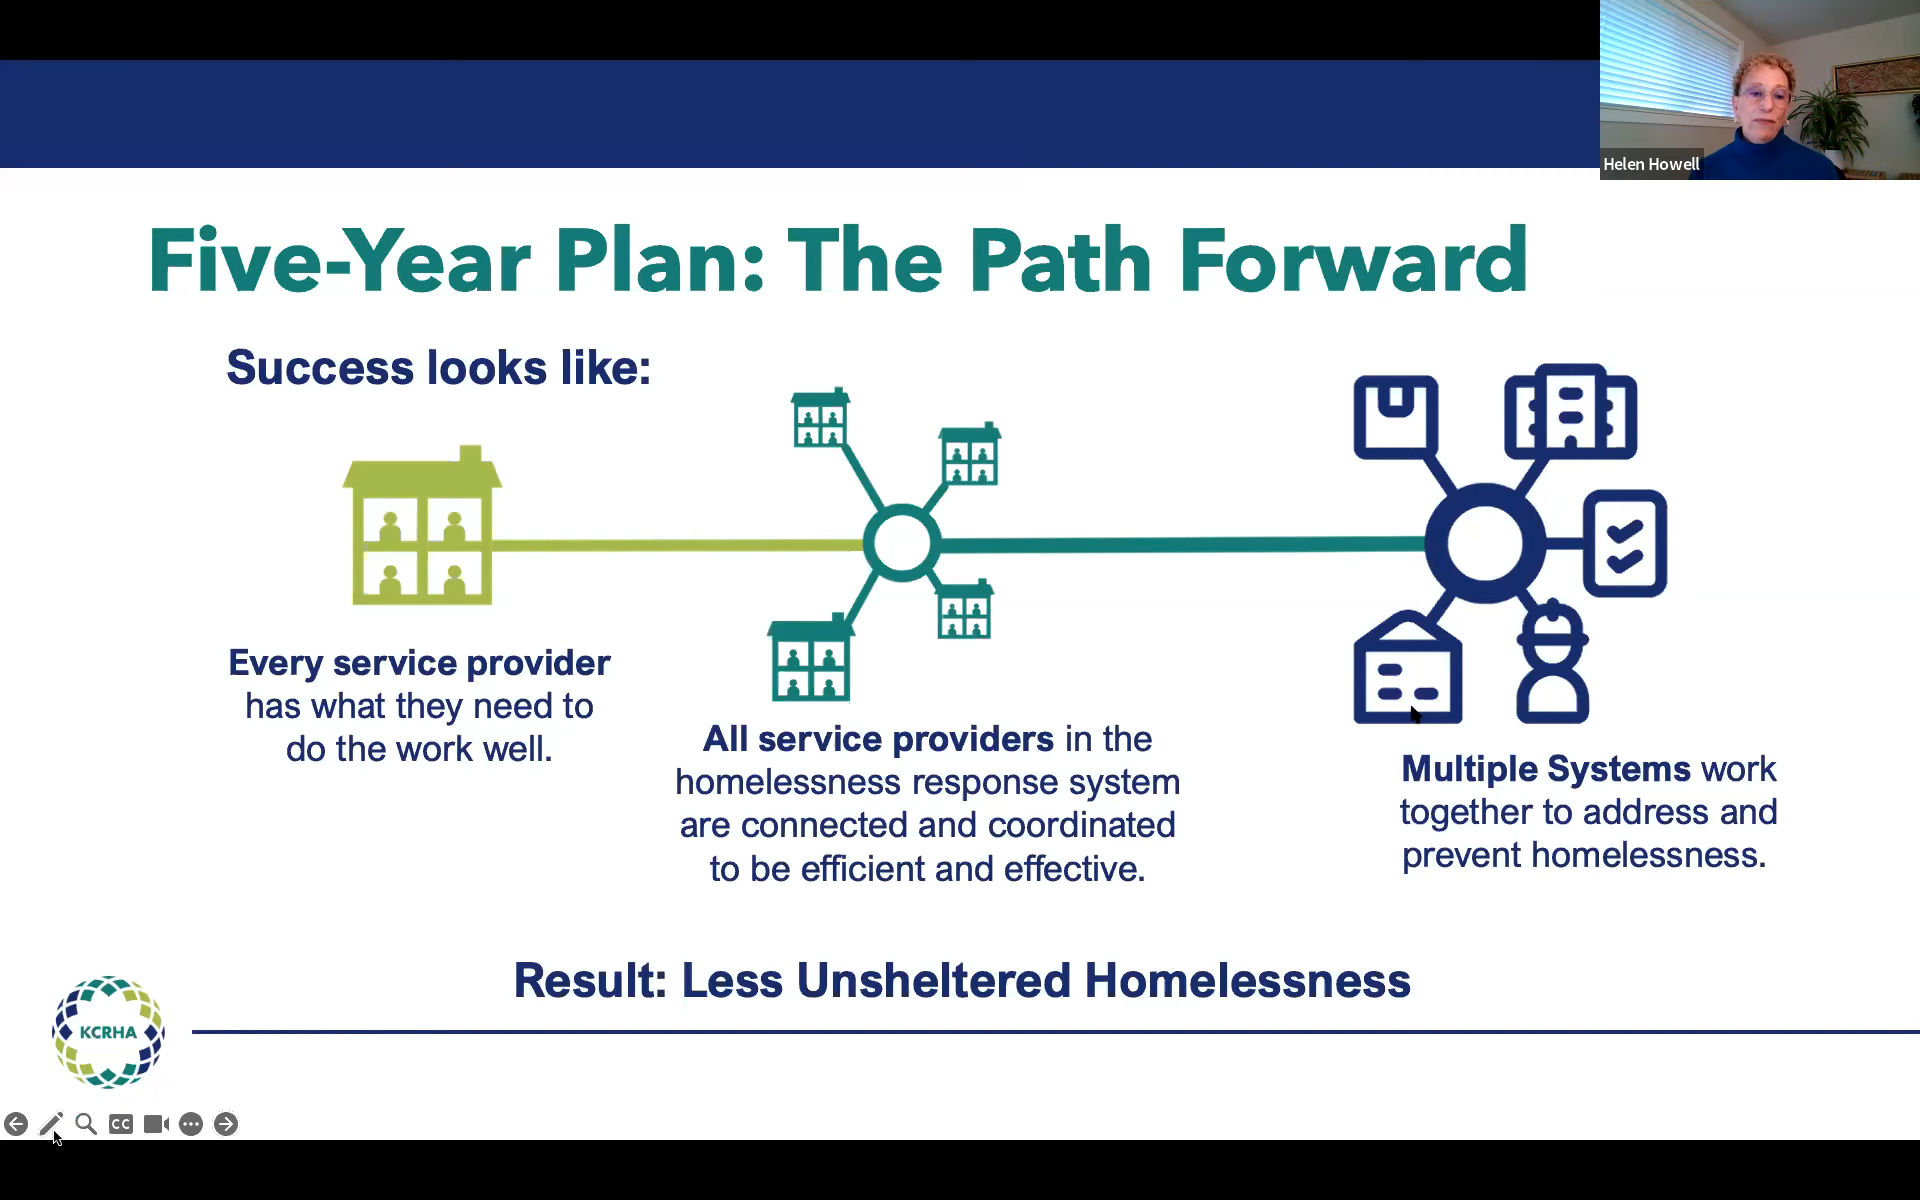 Helen Howell
Five-Year Plan: The Path Forward
Success looks like:
Every service provider
has what they need to
do the work well.
All service providers in the
homelessness response system
are connected and coordinated
to be efficient and effective.
Multiple Systems work
together to address and
prevent homelessness.
Result: Less Unsheltered Homelessness
KCRHA
CC